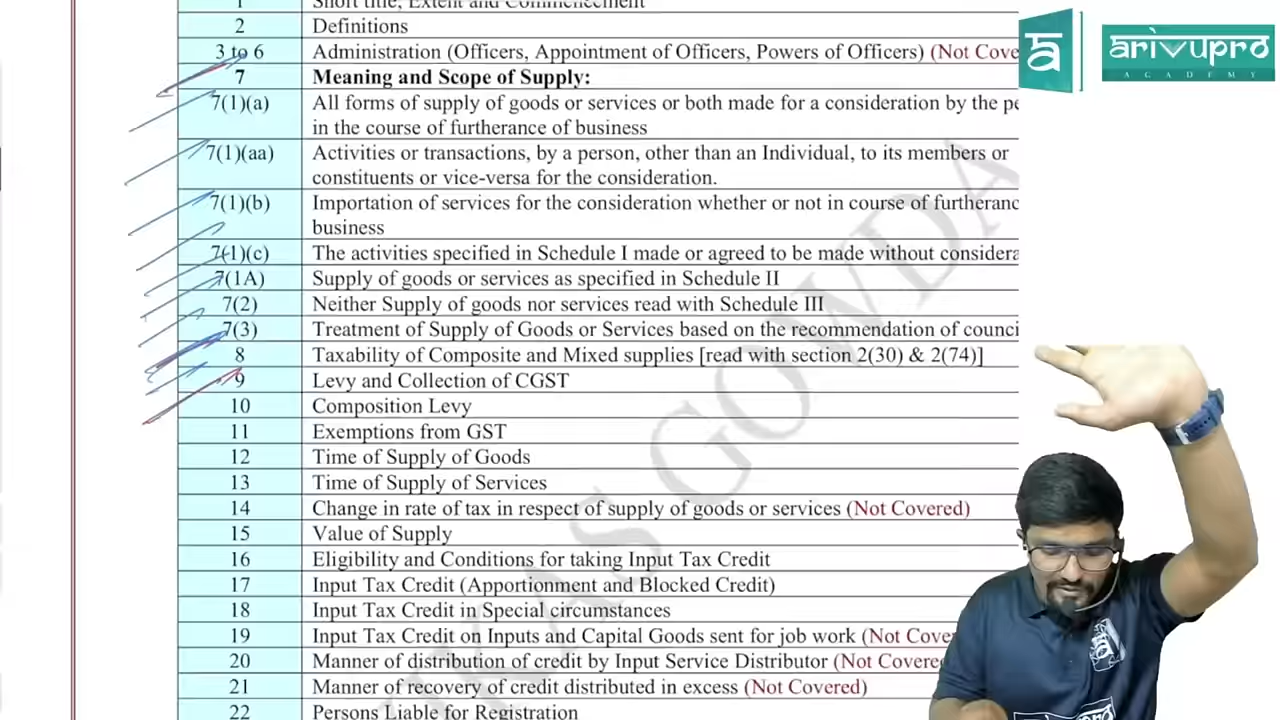 1 Short title, Extent and Commencement
2 Definitions
3 to 6 Administration (Officers, Appointment of Officers, Powers of Officers) (Not Cove
7 Meaning and Scope of Supply:
7(1)(a) All forms of supply of goods or services or both made for a consideration by the pe
in the course of furtherance of business
7(1)(aa) Activities or transactions, by a person, other than an Individual, to its members or
constituents or vice-versa for the consideration.
7(1)(b) Importation of services for the consideration whether or not in course of furtheranc
business
7(1)(c) The activities specified in Schedule I made or agreed to be made without considera
7(1A) Supply of goods or services as specified in Schedule II
7(2) Neither Supply of goods nor services read with Schedule III
7(3) Treatment of Supply of Goods or Services based on the recommendation of counci
8 Taxability of Composite and Mixed supplies [read with section 2(30) & 2(74)]
9 Levy and Collection of CGST
10 Composition Levy
11 Exemptions from GST
12 Time of Supply of Goods
13 Time of Supply of Services
14 Change in rate of tax in respect of supply of goods or services (Not Covered)
15 Value of Supply
16 Eligibility and Conditions for taking Input Tax Credit
17 Input Tax Credit (Apportionment and Blocked Credit)
18 Input Tax Credit in Special circumstances
19 Input Tax Credit on Inputs and Capital Goods sent for job work (Not Cove
20 Manner of distribution of credit by Input Service Distributor (Not Covere
21 Manner of recovery of credit distributed in excess (Not Covered)
22 Persons Liable for Registration
KAS GOWDA
arivupro
ACADEMY
arivupro